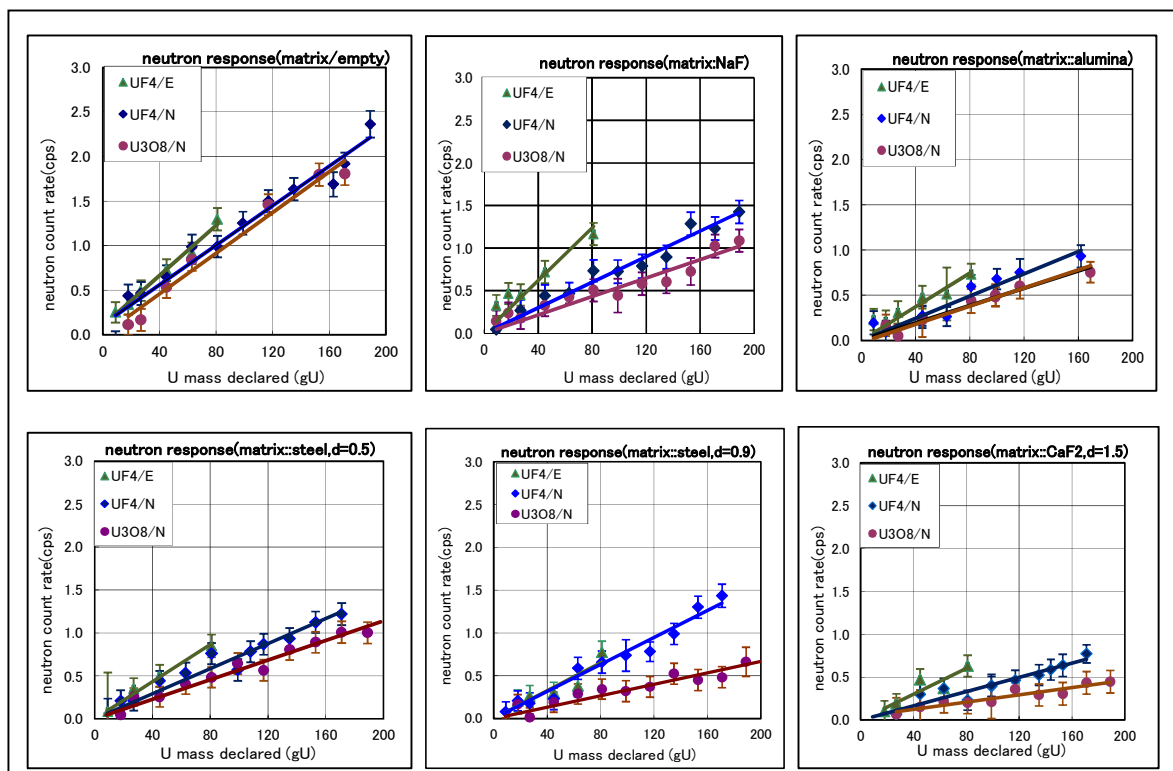 neutron response(matrix/empty)
neutron count rate(cps)
3.0
2.5
2.0
1.5
1.0
0.5
0.0
UF4/E
UF4/N
U3O8/N
0
40
80
120
160
200
U mass declared (gU)
neutron response(matrix:NaF)
neutron count rate(cps)
3.0
2.5
2.0
1.5
1.0
0.5
0.0
UF4/E
UF4/N
U3O8/N
0
40
80
120
160
200
U mass declared (gU)
neutron response(matrix::alumina)
neutron count rate(cps)
3.0
2.5
2.0
1.5
1.0
0.5
0.0
UF4/E
UF4/N
U3O8/N
0
40
80
120
160
200
U mass declared (gU)
neutron response(matrix::steel,d=0.5)
neutron count rate(cps)
3.0
2.5
2.0
1.5
1.0
0.5
0.0
UF4/E
UF4/N
U3O8/N
0
40
80
120
160
200
U mass declared (gU)
neutron response(matrix::steel,d=0.9)
neutron count rate(cps)
3.0
2.5
2.0
1.5
1.0
0.5
0.0
UF4/E
UF4/N
U3O8/N
0
40
80
120
160
200
U mass declared (gU)
neutron response(matrix::CaF2,d=1.5)
neutron count rate(cps)
3.0
2.5
2.0
1.5
1.0
0.5
0.0
UF4/E
UF4/N
U3O8/N
0
40
80
120
160
200
U mass declared (gU)